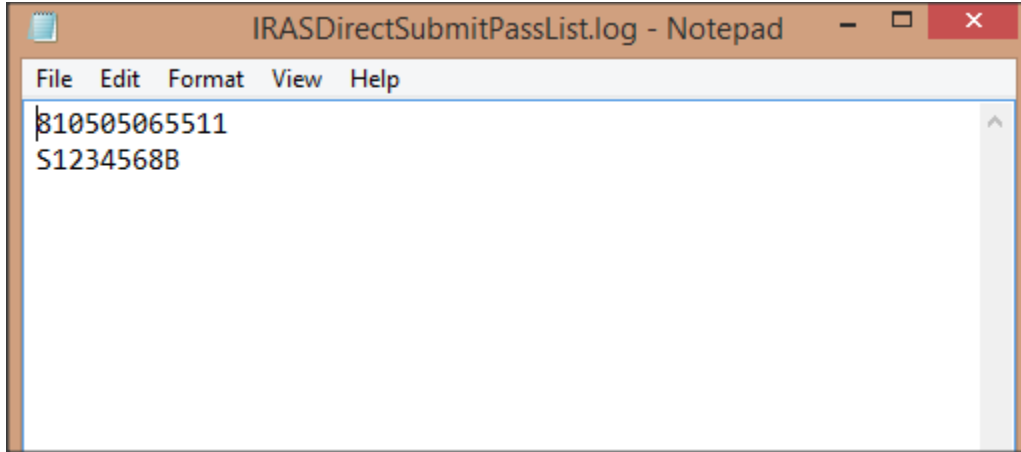 IRASDirectSubmitPassList.log - Notepad
File Edit Format View Help
810505065511
S1234568B